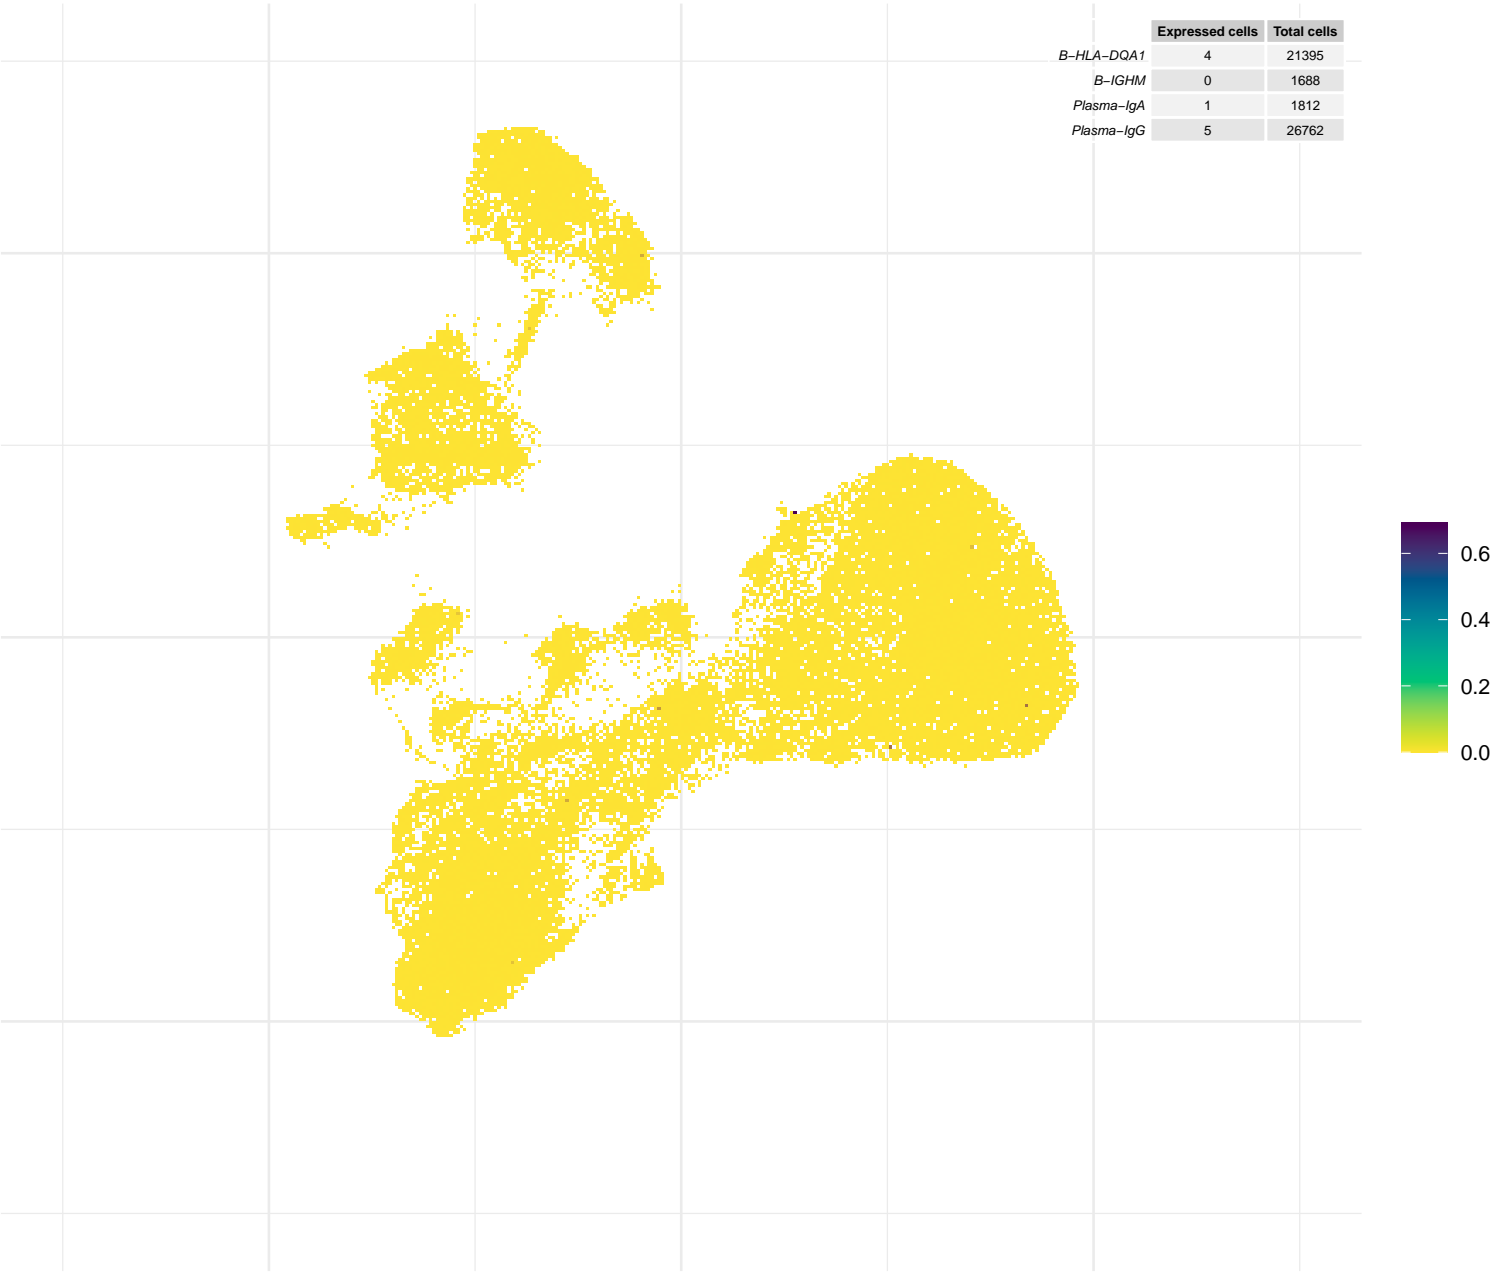 Expressed cells Total cells
B−HLA−DQA1 4 21395
B−IGHM 0 1688
Plasma−IgA 1 1812
Plasma−IgG 5 26762
0.6
0.4
0.2
0.0